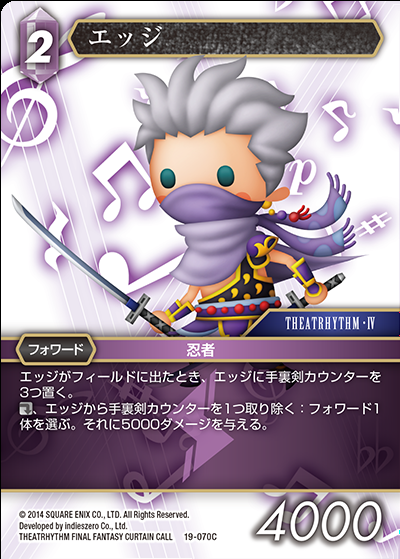 2
エッジ
p
THEATRHYTHM・IV
フォワード
忍者
エッジがフィールドに出たとき、エッジに手裏剣カウンターを
3つ置く。
、エッジから手裏剣カウンターを1つ取り除く：フォワード1
体を選ぶ。それに5000ダメージを与える。
© 2014 SQUARE ENIX CO., LTD. All Rights Reserved.
Developed by indieszero Co., Ltd.
THEATRHYTHM FINAL FANTASY CURTAIN CALL 19-070C
4000